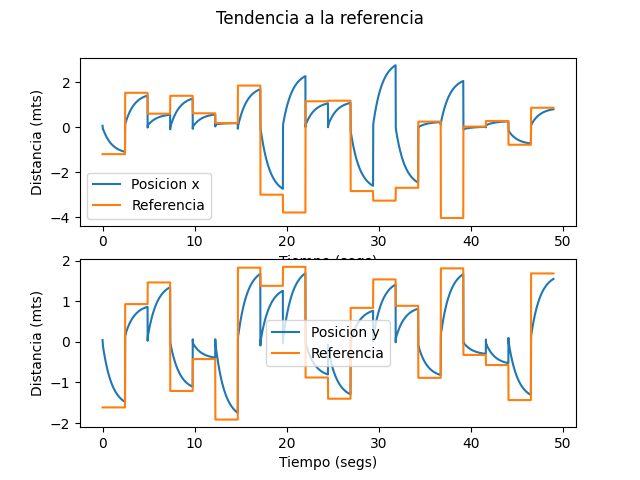 Tendencia a la referencia
Distancia (mts)
2
0
−2
−4
Posicion x
Referencia
0 10 20 30 40 50
Tiempo (segs)
Distancia (mts)
2
1
0
−1
−2
Posicion y
Referencia
0 10 20 30 40 50
Tiempo (segs)